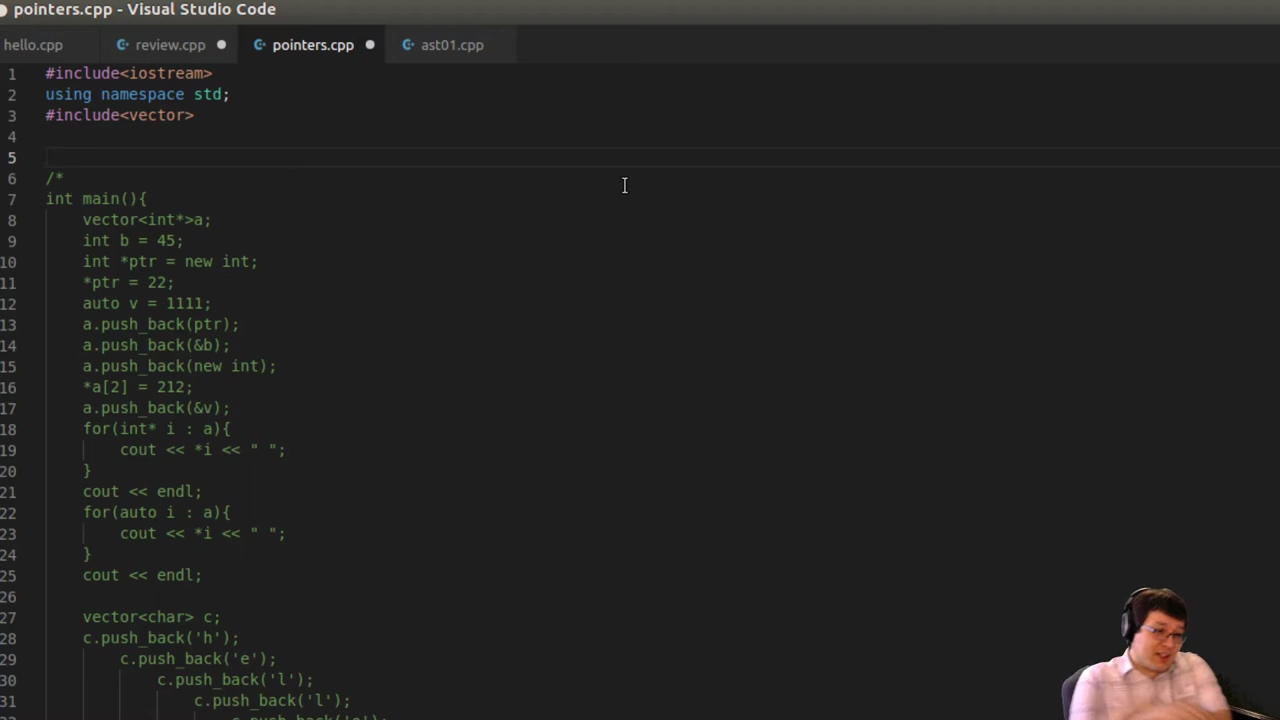 pointers.cpp - Visual Studio Code
hello.cpp review.cpp pointers.cpp ast01.cpp
1 #include<iostream>
2 using namespace std;
3 #include<vector>
4
5
6 /*
7 int main(){
8 vector<int*>a;
9 int b = 45;
10 int *ptr = new int;
11 *ptr = 22;
12 auto v = 1111;
13 a.push_back(ptr);
14 a.push_back(&b);
15 a.push_back(new int);
16 *a[2] = 212;
17 a.push_back(&v);
18 for(int* i : a){
19 cout << *i << " ";
20 }
21 cout << endl;
22 for(auto i : a){
23 cout << *i << " ";
24 }
25 cout << endl;
26
27 vector<char> c;
28 c.push_back('h');
29 c.push_back('e');
30 c.push_back('l');
31 c.push_back('l');